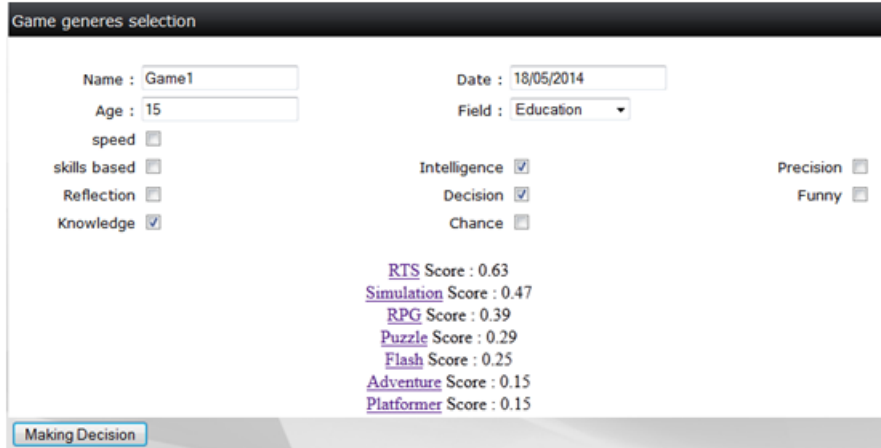 Game generes selection
Name : Game1 Date : 18/05/2014
Age : 15 Field : Education
speed
skills based Intelligence Precision
Reflection Decision Funny
Knowledge Chance
RTS Score : 0.63
Simulation Score : 0.47
RPG Score : 0.39
Puzzle Score : 0.29
Flash Score : 0.25
Adventure Score : 0.15
Platformer Score : 0.15
Making Decision